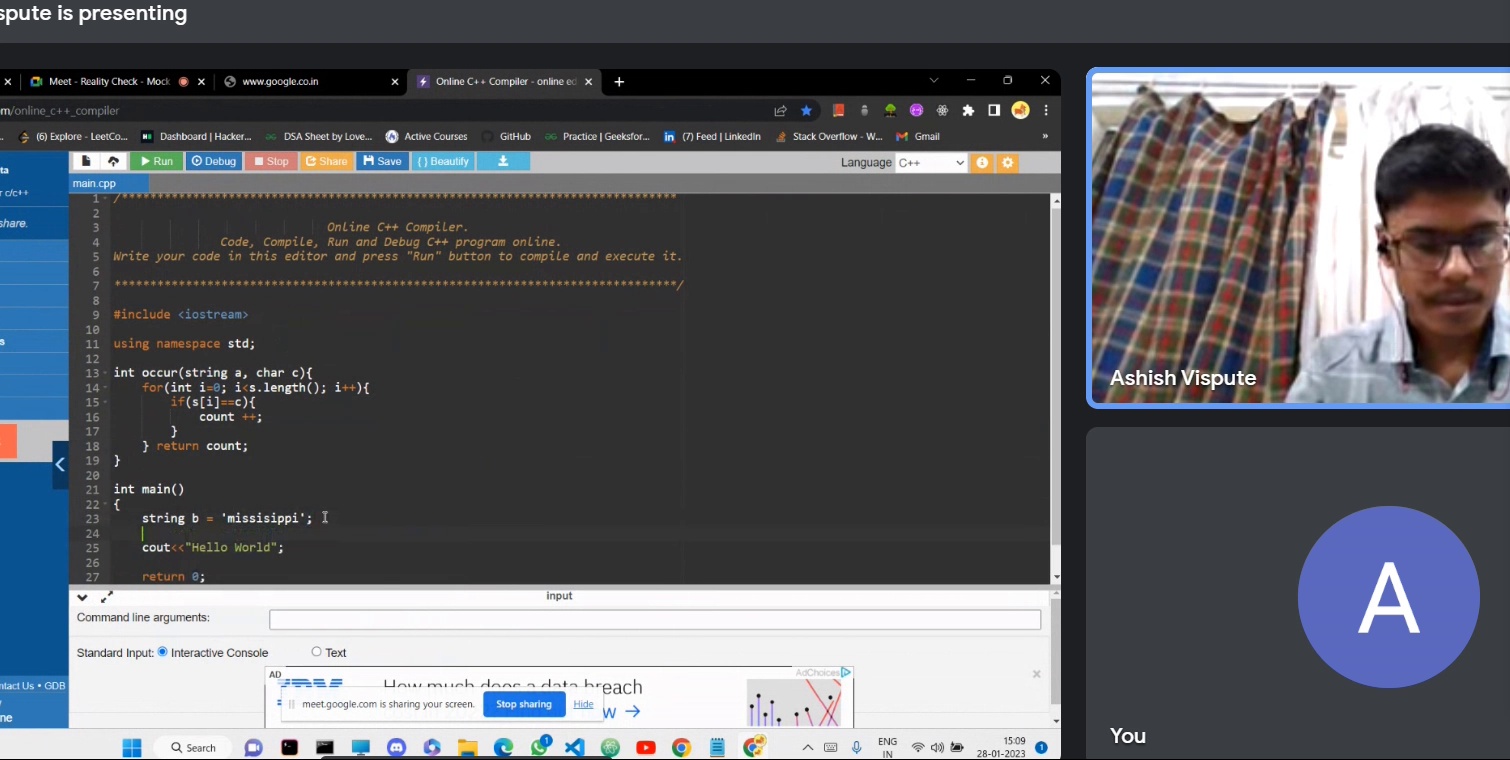 spute is presenting
Meet - Reality Check - Mock
www.google.co.in
Online C++ Compiler - online ed
m/online_c++_compiler
(6) Explore - LeetCo...
Dashboard | Hacker...
DSA Sheet by Love...
Active Courses
GitHub
Practice | Geeksfor...
(7) Feed | LinkedIn
Stack Overflow - W...
Gmail
»
ta
r c/c++
share.
s
Run
Debug
Stop
Share
Save
{ } Beautify
Language C++
main.cpp
1 /******************************************************************************
2
3 Online C++ Compiler.
4 Code, Compile, Run and Debug C++ program online.
5 Write your code in this editor and press "Run" button to compile and execute it.
6
7 *******************************************************************************/
8
9 #include <iostream>
10
11 using namespace std;
12
13 int occur(string a, char c){
14 for(int i=0; i<s.length(); i++){
15 if(s[i]==c){
16 count ++;
17 }
18 } return count;
19 }
20
21 int main()
22 {
23 string b = 'missisippi';
24
25 cout<<"Hello World";
26
27 return 0;
input
Command line arguments:
Standard Input: Interactive Console Text
AD
AdChoices
How much does a data breach
meet.google.com is sharing your screen.
Stop sharing
Hide
ntact Us • GDB
ne
Search
1
ENG
IN
15:09
28-01-2023
1
Ashish Vispute
A
You